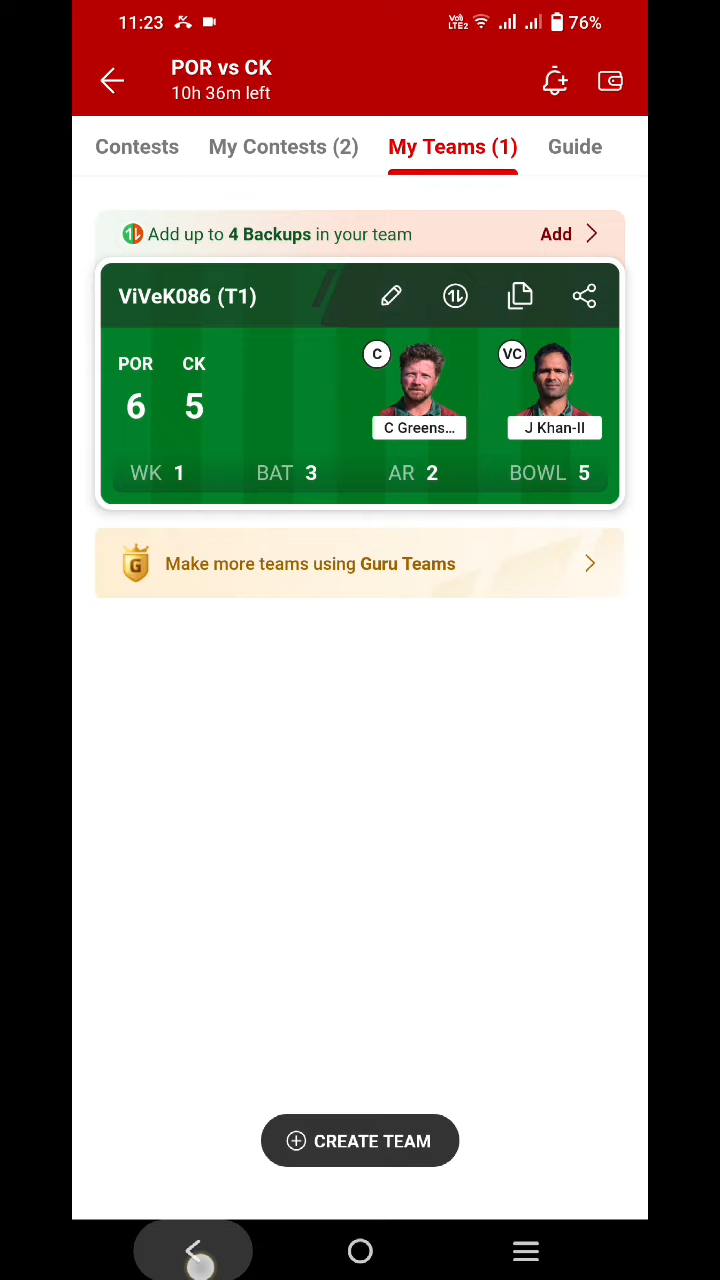 11:23
Vo) LTE2 76%
POR vs CK
10h 36m left
Contests My Contests (2) My Teams (1) Guide
Add up to 4 Backups in your team Add
ViVeK086 (T1)
POR CK
6 5
C VC
C Greens... J Khan-II
WK 1 BAT 3 AR 2 BOWL 5
G Make more teams using Guru Teams
CREATE TEAM